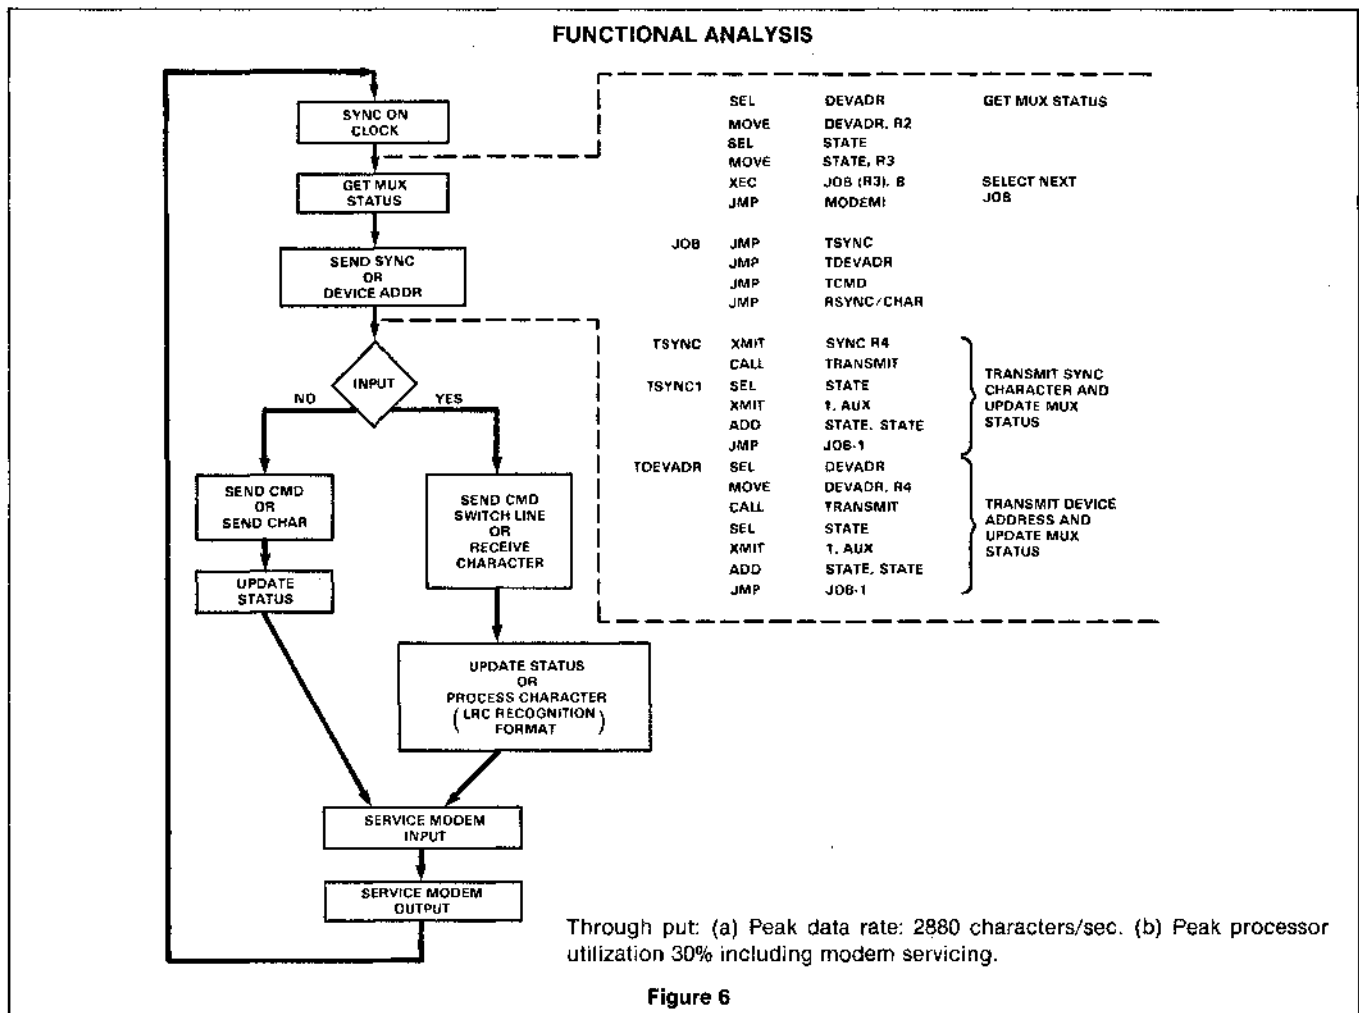 FUNCTIONAL ANALYSIS
SYNC ON
CLOCK
GET MUX
STATUS
SEND SYNC
OR
DEVICE ADDR
INPUT
NO
YES
SEND CMD
OR
SEND CHAR
UPDATE
STATUS
SEND CMD
SWITCH LINE
OR
RECEIVE
CHARACTER
UPDATE STATUS
OR
PROCESS CHARACTER
(LRC RECOGNITION
FORMAT)
SERVICE MODEM
INPUT
SERVICE MODEM
OUTPUT
SEL DEVADR GET MUX STATUS
MOVE DEVADR, R2
SEL STATE
MOVE STATE, R3
XEC JOB (R3), 8 SELECT NEXT
JMP MODEMI JOB
JOB JMP TSYNC
JMP TDEVADR
JMP TCMD
JMP RSYNC/CHAR
TSYNC XMIT SYNC R4
CALL TRANSMIT
TSYNC1 SEL STATE
XMIT 1, AUX
ADD STATE, STATE
JMP JOB-1
TRANSMIT SYNC
CHARACTER AND
UPDATE MUX
STATUS
TDEVADR SEL DEVADR
MOVE DEVADR, R4
CALL TRANSMIT
SEL STATE
XMIT 1, AUX
ADD STATE, STATE
JMP JOB-1
TRANSMIT DEVICE
ADDRESS AND
UPDATE MUX
STATUS
Through put: (a) Peak data rate: 2880 characters/sec. (b) Peak processor
utilization 30% including modem servicing.
Figure 6